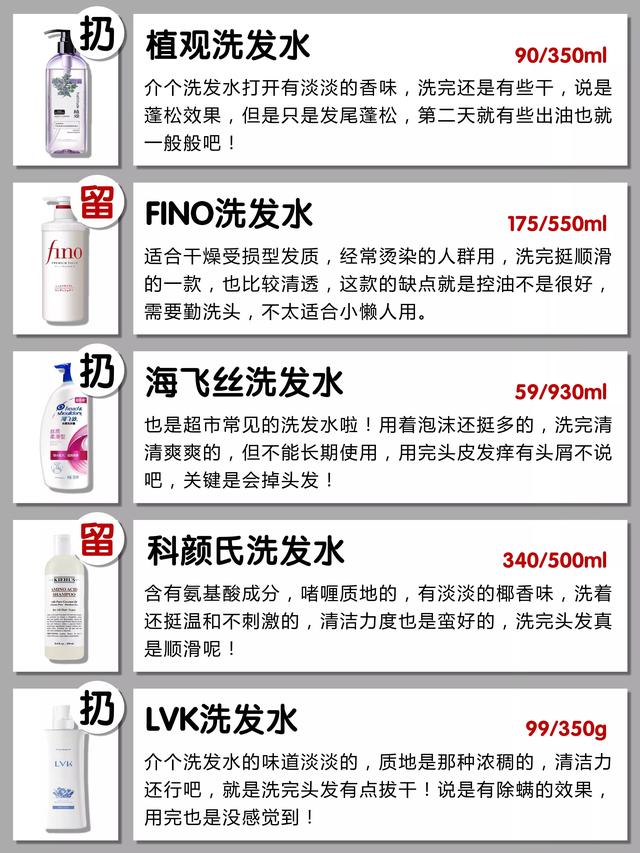 扔
植观洗发水
90/350ml
介个洗发水打开有淡淡的香味，洗完还是有些干，说是
蓬松效果，但是只是发尾蓬松，第二天就有些出油也就
一般般吧！
留
fino
FINO洗发水
175/550ml
适合干燥受损型发质，经常烫染的人群用，洗完挺顺滑
的一款，也比较清透，这款的缺点就是控油不是很好，
需要勤洗头，不太适合小懒人用。
扔
head&
shoulders
海飞丝
海飞丝洗发水
59/930ml
也是超市常见的洗发水啦！用着泡沫还挺多的，洗完清
清爽爽的，但不能长期使用，用完头皮发痒有头屑不说
吧，关键是会掉头发！
留
KIEHL'S
AMINO ACID
SHAMPOO
科颜氏洗发水
340/500ml
含有氨基酸成分，啫喱质地的，有淡淡的椰香味，洗着
还挺温和不刺激的，清洁力度也是蛮好的，洗完头发真
是顺滑呢！
扔
LVK
LVK洗发水
99/350g
介个洗发水的味道淡淡的，质地是那种浓稠的，清洁力
还行吧，就是洗完头发有点拔干！说是有除螨的效果，
用完也是没感觉到！